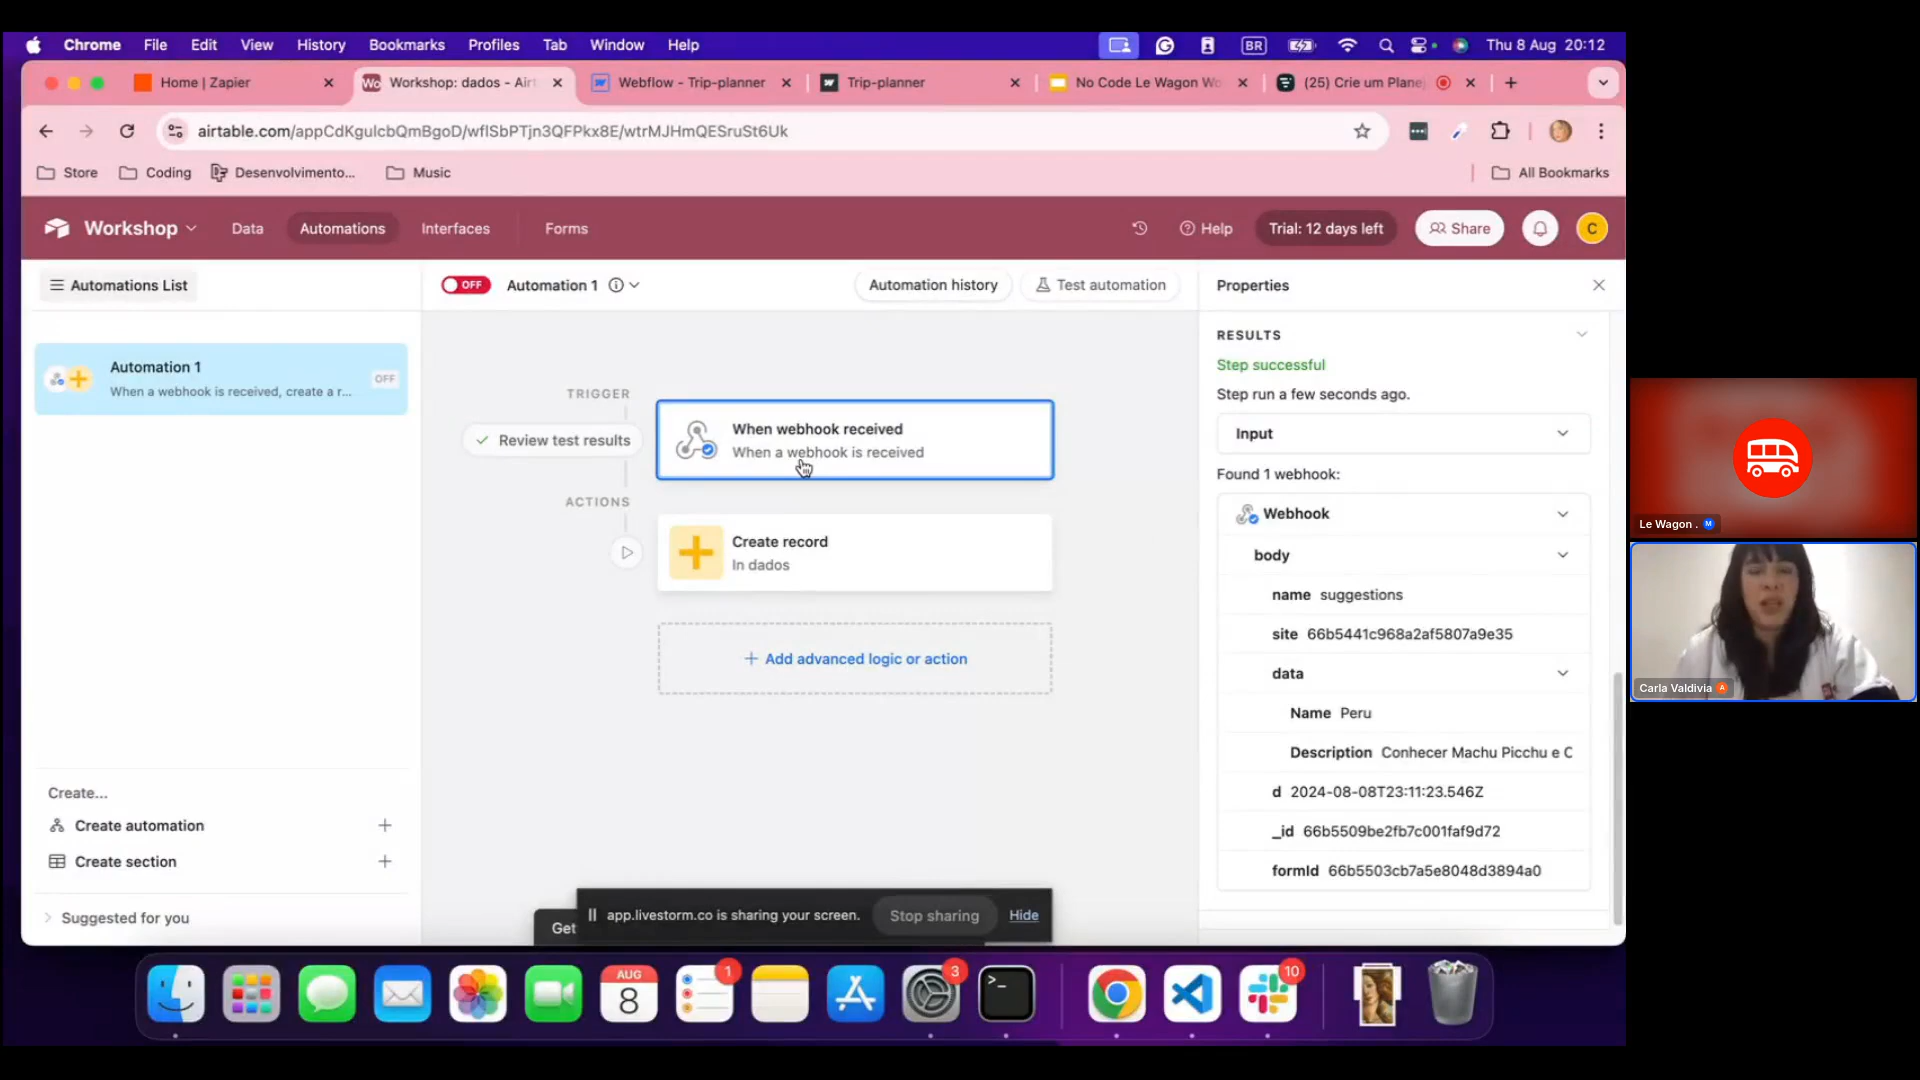 Chrome File Edit View History Bookmarks Profiles Tab Window Help
BR
Thu 8 Aug 20:12
Home | Zapier
Workshop: dados - Airt
Webflow - Trip-planner
Trip-planner
No Code Le Wagon Wo
(25) Crie um Plane
airtable.com/appCdKgulcbQmBgoD/wflSbPTjn3QFPkx8E/wtrMJHmQESruSt6Uk
Store
Coding
Desenvolvimento...
Music
All Bookmarks
Workshop
Data
Automations
Interfaces
Forms
Help
Trial: 12 days left
Share
C
Automations List
OFF
Automation 1
Automation history
Test automation
Properties
Automation 1
When a webhook is received, create a r...
OFF
TRIGGER
Review test results
When webhook received
When a webhook is received
ACTIONS
Create record
In dados
Add advanced logic or action
RESULTS
Step successful
Step run a few seconds ago.
Input
Found 1 webhook:
Webhook
body
name suggestions
site 66b5441c968a2af5807a9e35
data
Name Peru
Description Conhecer Machu Picchu e C
d 2024-08-08T23:11:23.546Z
_id 66b5509be2fb7c001faf9d72
formId 66b5503cb7a5e8048d3894a0
Create...
Create automation
Create section
Suggested for you
Get
app.livestorm.co is sharing your screen.
Stop sharing
Hide
AUG
8
1
3
10
Le Wagon . M
Carla Valdivia A